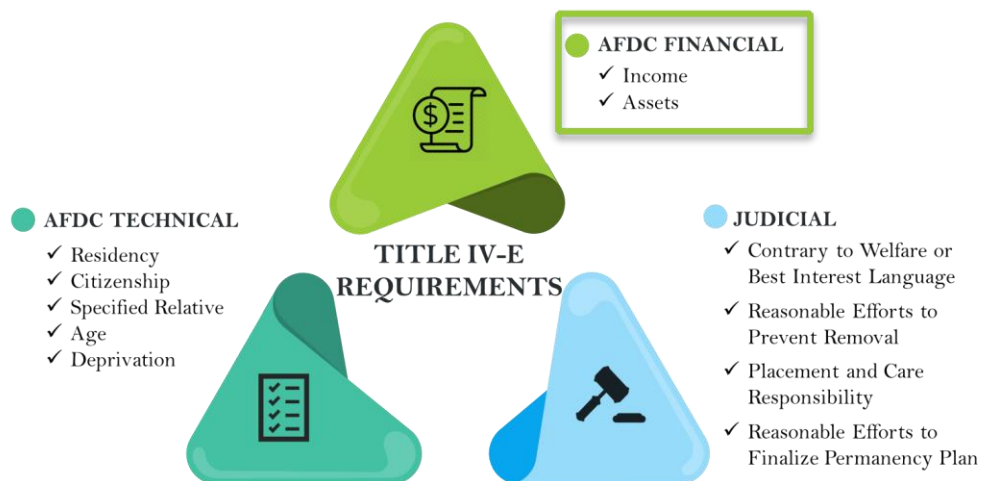 AFDC FINANCIAL
✓ Income
✓ Assets
$
AFDC TECHNICAL
✓ Residency
✓ Citizenship
✓ Specified Relative
✓ Age
✓ Deprivation
TITLE IV-E
REQUIREMENTS
JUDICIAL
✓ Contrary to Welfare or
Best Interest Language
✓ Reasonable Efforts to
Prevent Removal
✓ Placement and Care
Responsibility
✓ Reasonable Efforts to
Finalize Permanency Plan